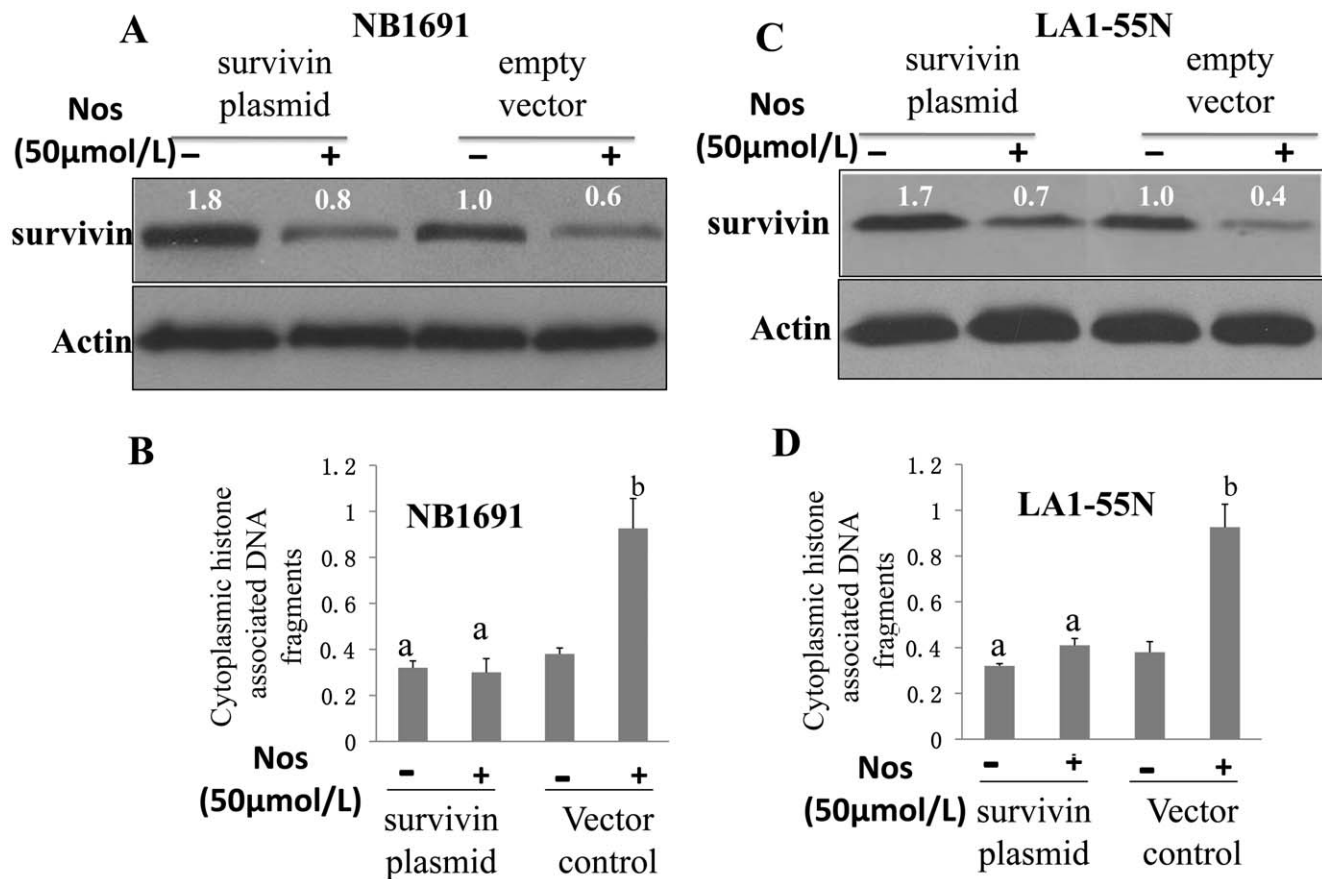 A
NB1691
survivin
plasmid
empty
vector
Nos
(50μmol/L)
– + – +
1.8 0.8 1.0 0.6
survivin
Actin
C
LA1-55N
survivin
plasmid
empty
vector
Nos
(50μmol/L)
– + – +
1.7 0.7 1.0 0.4
survivin
Actin
B
Cytoplasmic histone
associated DNA
fragments
1.2
1
0.8
0.6
0.4
0.2
0
NB1691
a
a
b
Nos
(50μmol/L)
- + - +
survivin
plasmid
Vector
control
D
Cytoplasmic histone
associated DNA
fragments
1.2
1
0.8
0.6
0.4
0.2
0
LA1-55N
a
a
b
Nos
(50μmol/L)
- + - +
survivin
plasmid
Vector
control